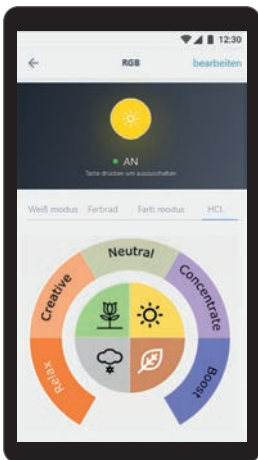 12:30
RGB bearbeiten
AN
Taste drücken um auszuschalten
Weiß modus Farbrad Farb modus HCL
Neutral
Creative
Concentrate
Relax
Boost